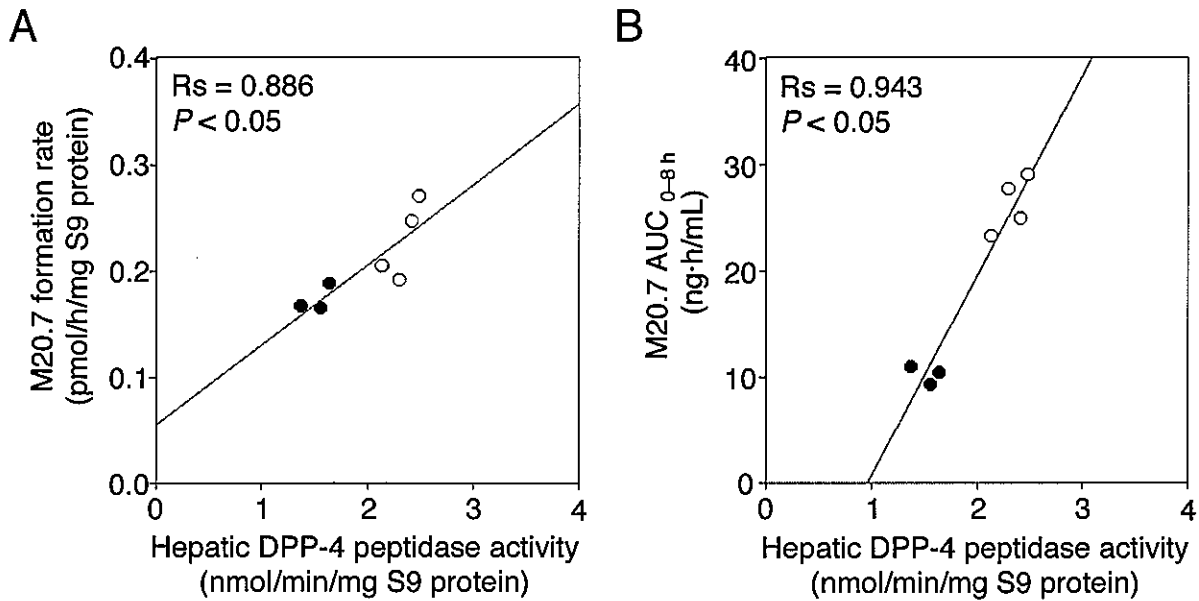 A
Rs = 0.886
P < 0.05
M20.7 formation rate
(pmol/h/mg S9 protein)
0.4
0.3
0.2
0.1
0.0
0 1 2 3 4
Hepatic DPP-4 peptidase activity
(nmol/min/mg S9 protein)
B
Rs = 0.943
P < 0.05
M20.7 AUC 0–8 h
(ng·h/mL)
40
30
20
10
0
0 1 2 3 4
Hepatic DPP-4 peptidase activity
(nmol/min/mg S9 protein)